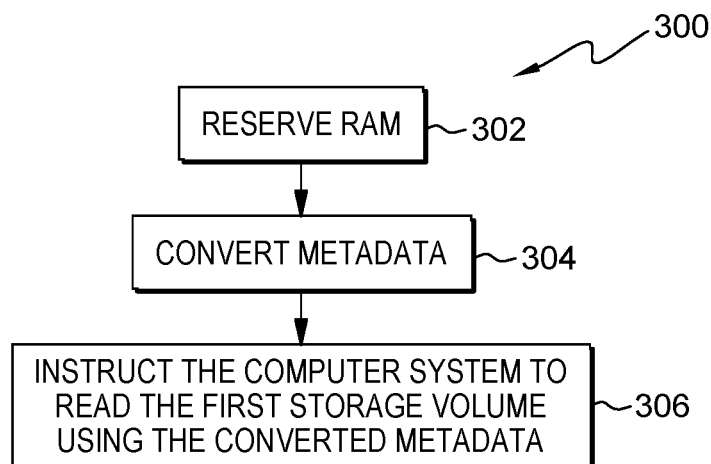 300
RESERVE RAM
302
CONVERT METADATA
304
INSTRUCT THE COMPUTER SYSTEM TO
READ THE FIRST STORAGE VOLUME
USING THE CONVERTED METADATA
306